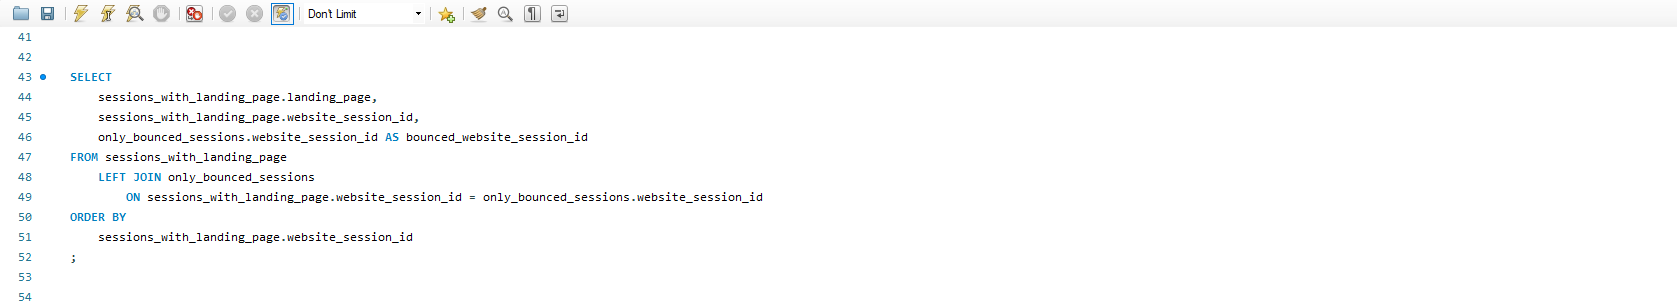 Don't Limit
41
42
43 SELECT
44 sessions_with_landing_page.landing_page,
45 sessions_with_landing_page.website_session_id,
46 only_bounced_sessions.website_session_id AS bounced_website_session_id
47 FROM sessions_with_landing_page
48 LEFT JOIN only_bounced_sessions
49 ON sessions_with_landing_page.website_session_id = only_bounced_sessions.website_session_id
50 ORDER BY
51 sessions_with_landing_page.website_session_id
52 ;
53
54